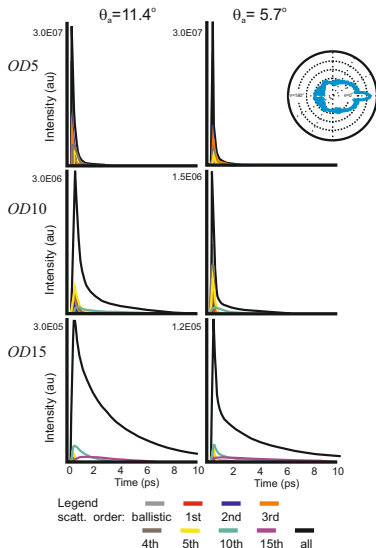 θa=11.4° θa=5.7°
OD5
Intensity (au)
3.0E07
3.0E07
OD10
Intensity (au)
3.0E06
1.5E06
OD15
Intensity (au)
3.0E05
1.2E05
0 2 4 6 8 10
0 2 4 6 8 10
Time (ps) Time (ps)
Legend
scatt. order: ballistic 1st 2nd 3rd
4th 5th 10th 15th all